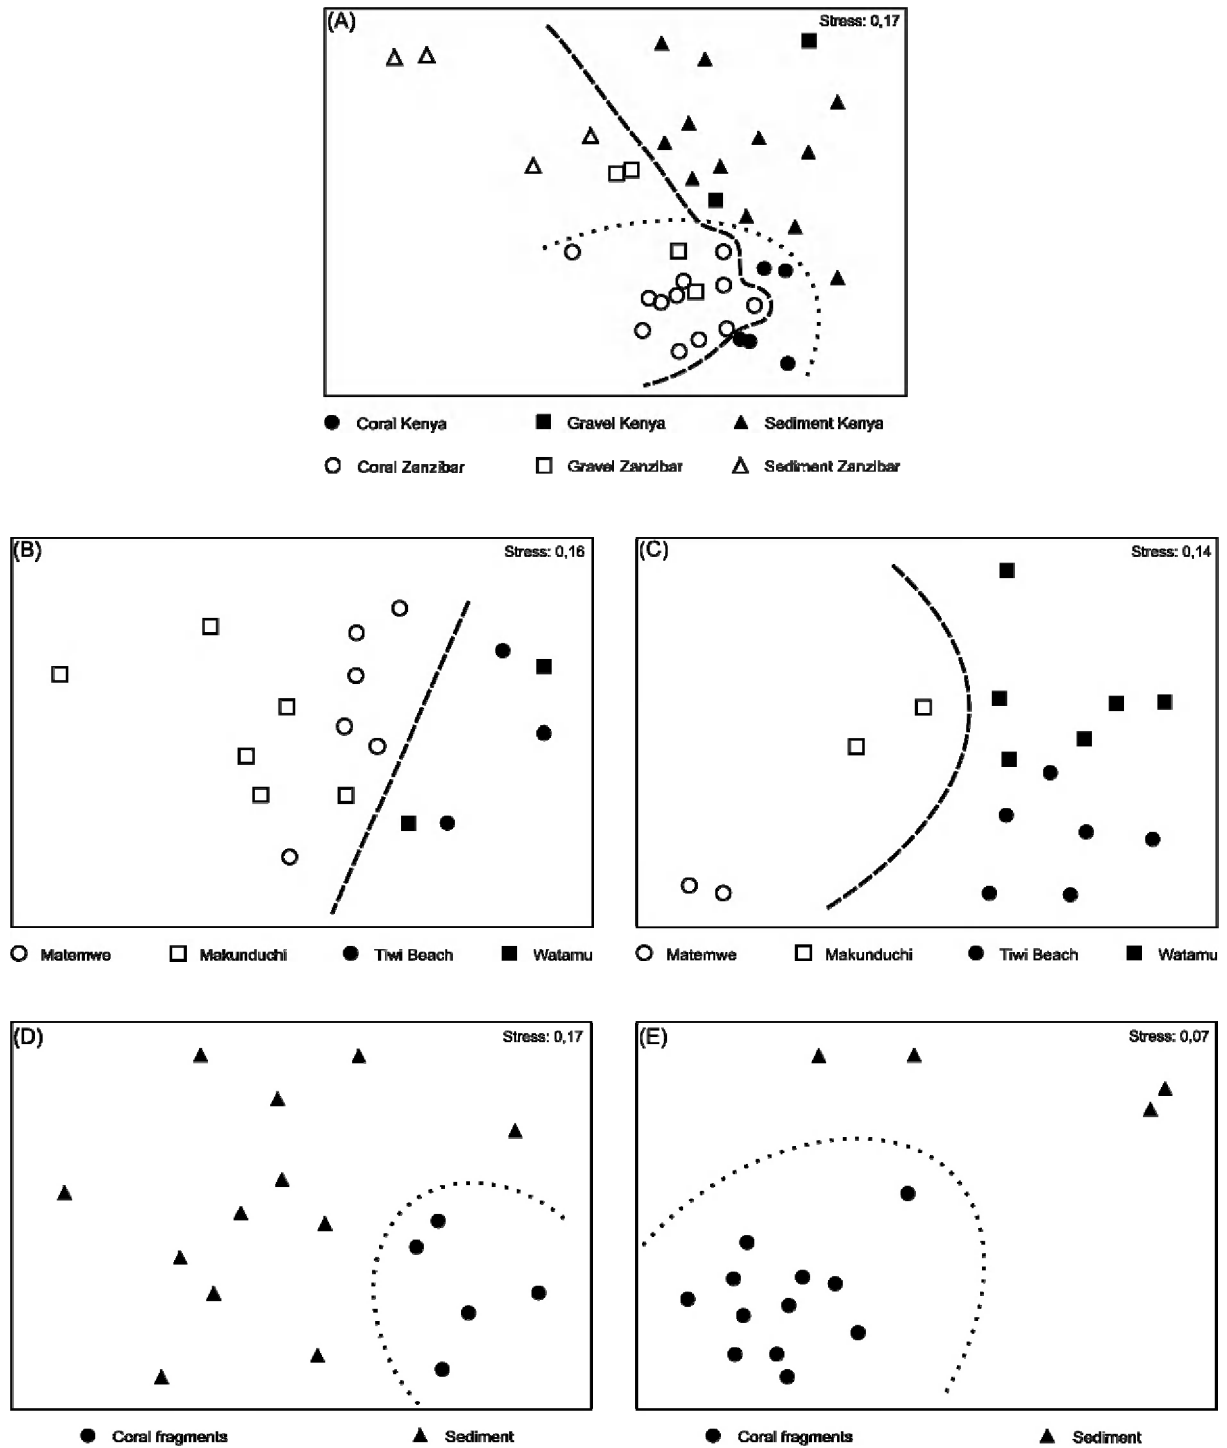 (A) Stress: 0,17
Coral Kenya Gravel Kenya Sediment Kenya
Coral Zanzibar Gravel Zanzibar Sediment Zanzibar
(B) Stress: 0,16
Matemwe Makunduchi Tiwi Beach Watamu
(C) Stress: 0,14
Matemwe Makunduchi Tiwi Beach Watamu
(D) Stress: 0,17
Coral fragments Sediment
(E) Stress: 0,07
Coral fragments Sediment